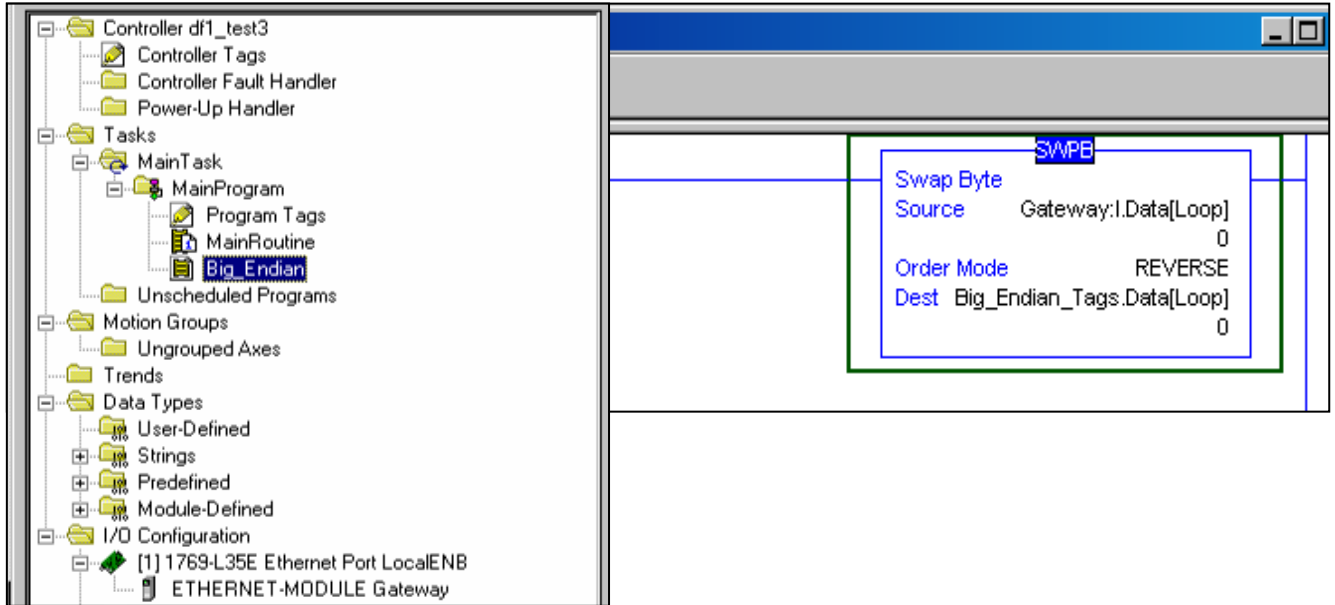 Controller df1_test3
Controller Tags
Controller Fault Handler
Power-Up Handler
Tasks
MainTask
MainProgram
Program Tags
MainRoutine
Big_Endian
Unscheduled Programs
Motion Groups
Ungrouped Axes
Trends
Data Types
User-Defined
Strings
Predefined
Module-Defined
I/O Configuration
[1] 1769-L35E Ethernet Port LocalENB
ETHERNET-MODULE Gateway
SWPB
Swap Byte
Source Gateway:I.Data[Loop]
0
Order Mode REVERSE
Dest Big_Endian_Tags.Data[Loop]
0